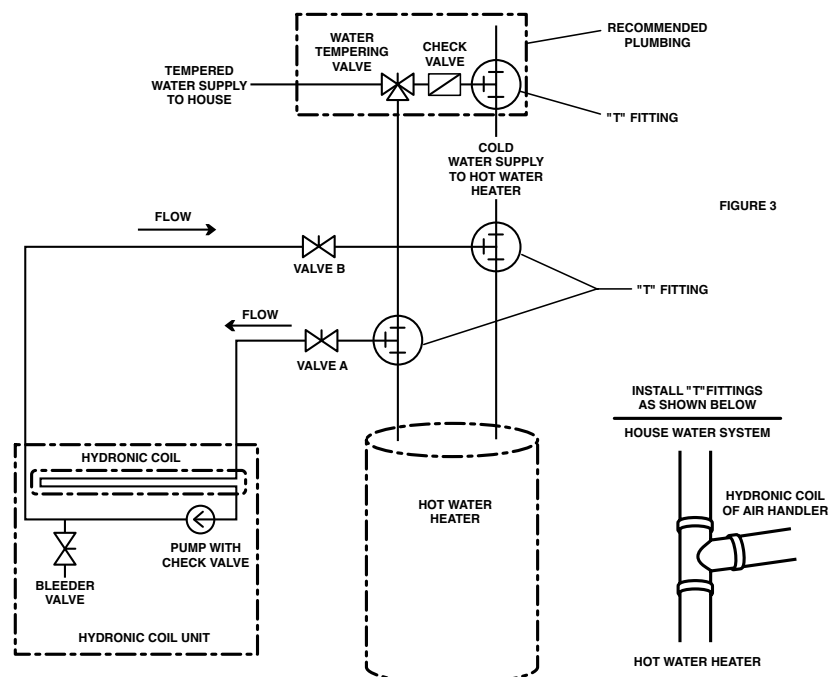 WATER
TEMPERING
VALVE
CHECK
VALVE
RECOMMENDED
PLUMBING
TEMPERED
WATER SUPPLY
TO HOUSE
"T" FITTING
COLD
WATER SUPPLY
TO HOT WATER
HEATER
FIGURE 3
FLOW
VALVE B
"T" FITTING
FLOW
VALVE A
INSTALL "T"FITTINGS
AS SHOWN BELOW
HOUSE WATER SYSTEM
HYDRONIC COIL
HOT WATER
HEATER
HYDRONIC COIL
OF AIR HANDLER
PUMP WITH
CHECK VALVE
BLEEDER
VALVE
HYDRONIC COIL UNIT
HOT WATER HEATER